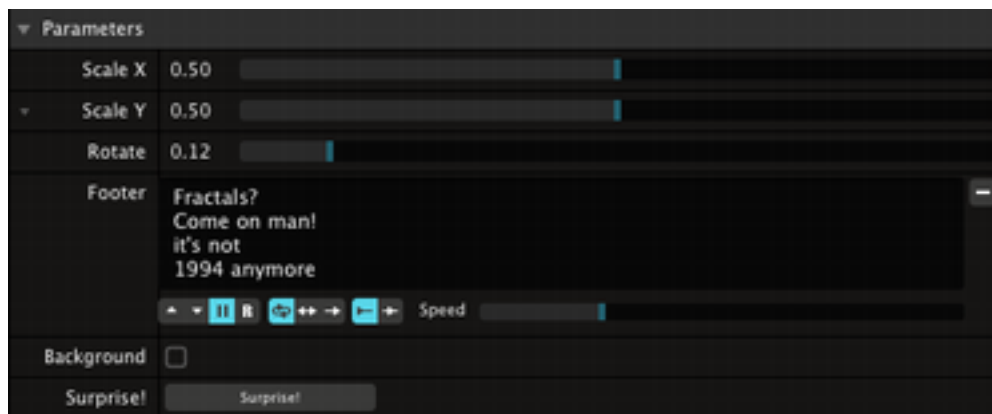 Parameters
Scale X 0.50
Scale Y 0.50
Rotate 0.12
Footer Fractals?
Come on man!
it's not
1994 anymore
R Speed
Background
Surprise! Surprise!